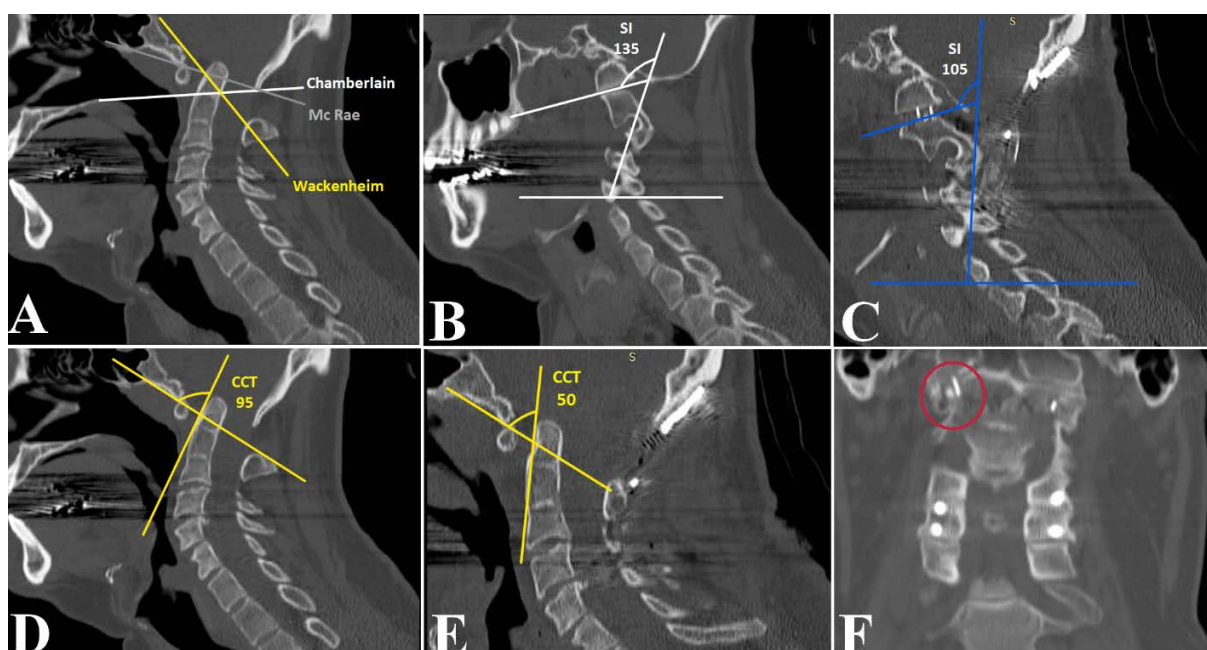 A
Chamberlain
Mc Rae
Wackenheim
B
SI
135
C
S
SI
105
D
CCT
95
E
S
CCT
50
F